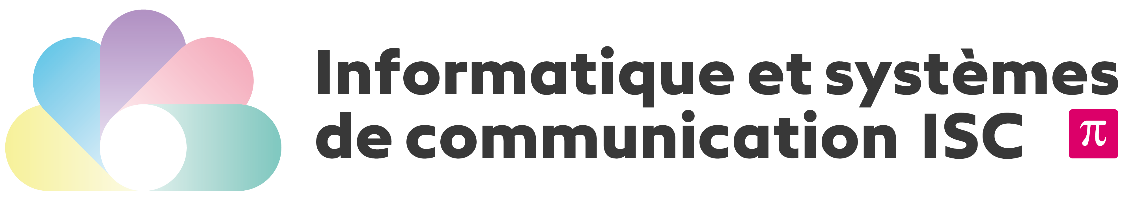 Informatique et systèmes
de communication ISC π